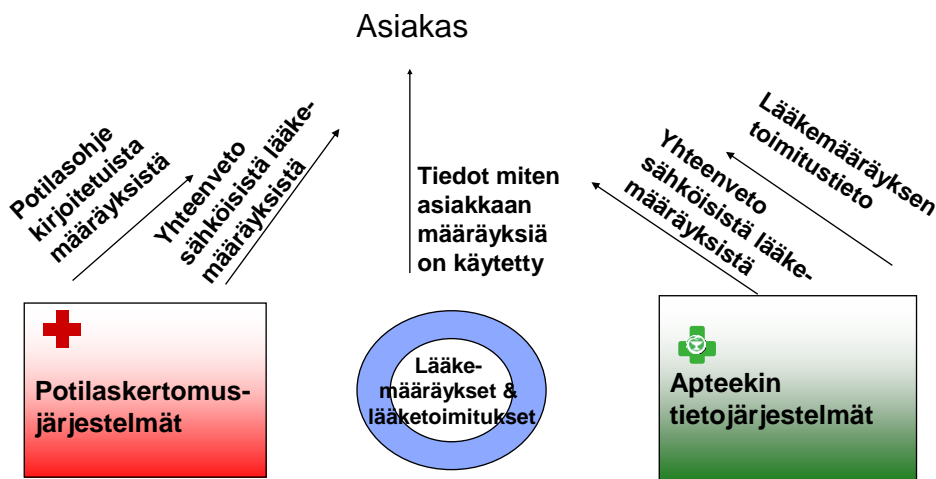 Asiakas
Potilasohje
kirjoitetuista
määräyksistä
Yhteenveto
sähköisistä lääke-
määräyksistä
Tiedot miten
asiakkaan
määräyksiä
on käytetty
Yhteenveto
sähköisistä lääke-
määräyksistä
Lääkemääräyksen
toimitustieto
Potilaskertomus-
järjestelmät
Lääke-
määräykset &
lääketoimitukset
Apteekin
tietojärjestelmät